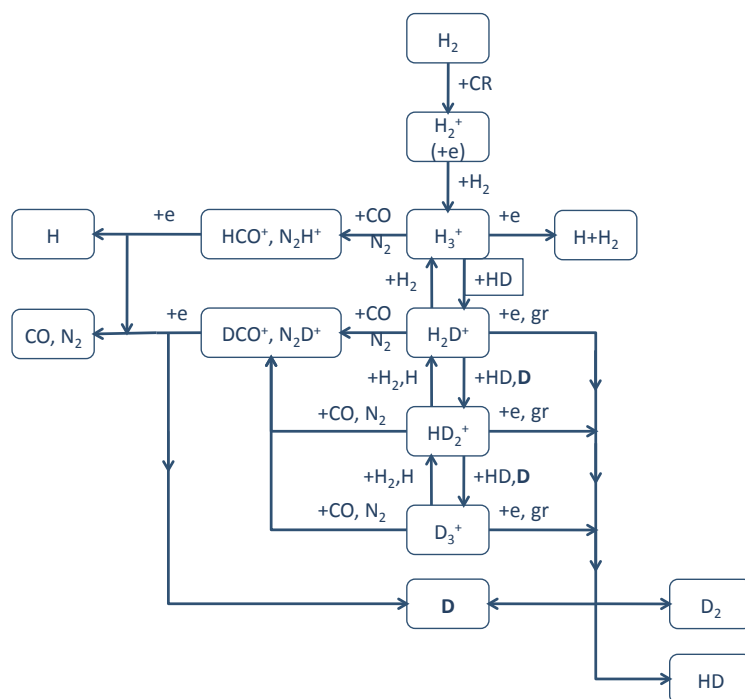 H₂
+CR
H₂⁺
(+e)
+H₂
H
+e
HCO⁺, N₂H⁺
+CO
N₂
H₃⁺
+e
H+H₂
+H₂
+HD
CO, N₂
+e
DCO⁺, N₂D⁺
+CO
N₂
H₂D⁺
+e, gr
+H₂,H
+HD,D
+CO, N₂
HD₂⁺
+e, gr
+H₂,H
+HD,D
+CO, N₂
D₃⁺
+e, gr
D
D₂
HD